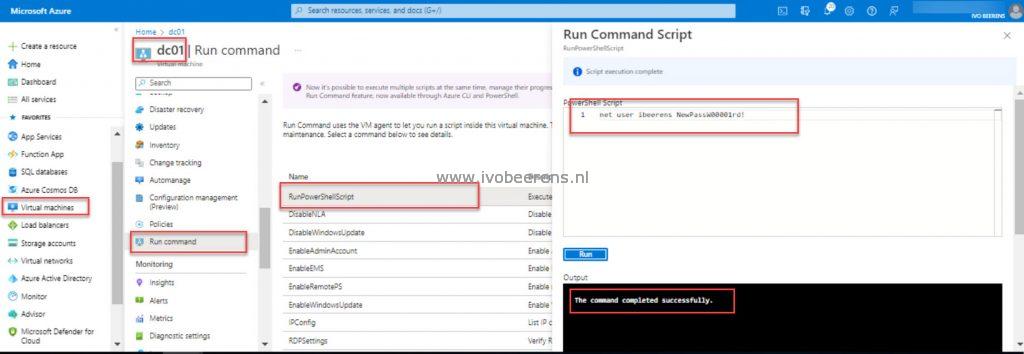 Microsoft Azure
Search resources, services, and docs (G+/)
IVO BEERENS
Create a resource
Home
Dashboard
All services
FAVORITES
App Services
Function App
SQL databases
Azure Cosmos DB
Virtual machines
Load balancers
Storage accounts
Virtual networks
Azure Active Directory
Monitor
Advisor
Microsoft Defender for
Cloud
Home > dc01 >
dc01 | Run command ...
Virtual machine
Search
Disaster recovery
Updates
Inventory
Change tracking
Automanage
Configuration management
(Preview)
Policies
Run command
Monitoring
Insights
Alerts
Metrics
Diagnostic settings
Now it's possible to execute multiple scripts at the same time, manage their progres
Run Command feature, now available through Azure CLI and PowerShell.
Run Command uses the VM agent to let you run a script inside this virtual machine. T
maintenance. Select a command below to see details.
Name
RunPowerShellScript Execute
DisableNLA Disable
DisableWindowsUpdate Disable
EnableAdminAccount Enable
EnableEMS Enable
EnableRemotePS Enable
EnableWindowsUpdate Enable
IPConfig List IP c
RDPSettings Verify R
www.ivobeerens.nl
Run Command Script
RunPowerShellScript
Script execution complete
PowerShell Script
1 net user ibeerens NewPassW00001rd!
Run
Output
The command completed successfully.